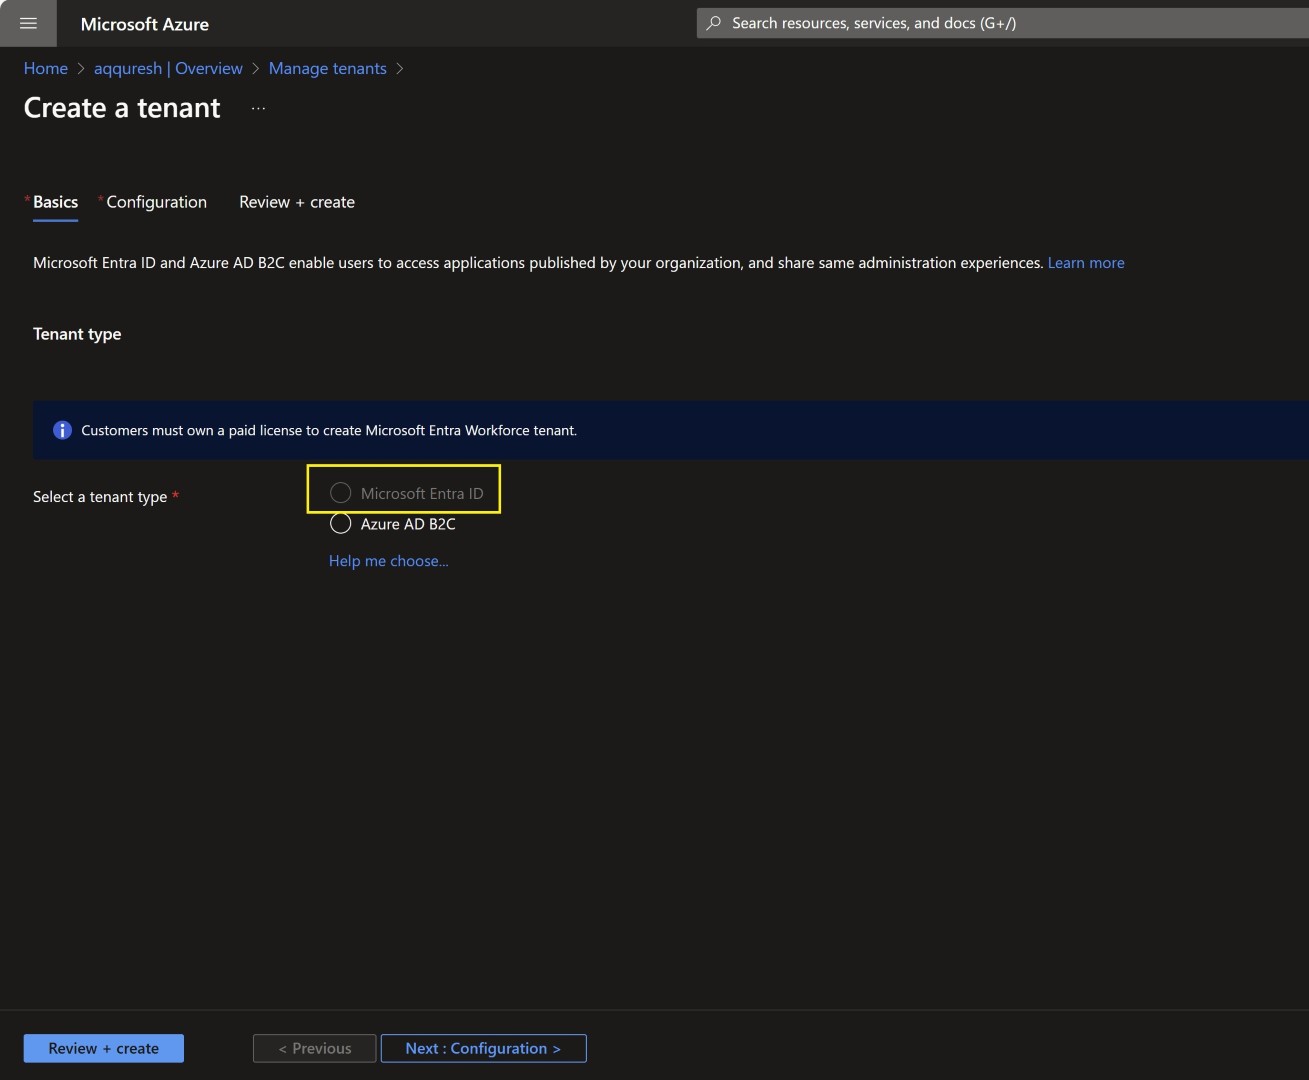 Microsoft Azure
Search resources, services, and docs (G+/)
Home > aqquresh | Overview > Manage tenants >
Create a tenant ...
* Basics * Configuration Review + create
Microsoft Entra ID and Azure AD B2C enable users to access applications published by your organization, and share same administration experiences. Learn more
Tenant type
Customers must own a paid license to create Microsoft Entra Workforce tenant.
Select a tenant type *
Microsoft Entra ID
Azure AD B2C
Help me choose...
Review + create
< Previous
Next : Configuration >